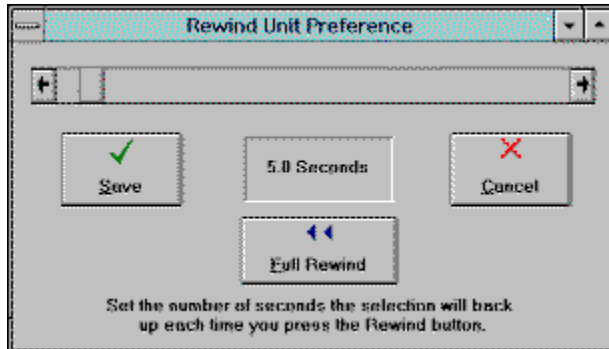 Rewind Unit Preference
Save
5.0 Seconds
Cancel
Full Rewind
Set the number of seconds the selection will back
up each time you press the Rewind button.